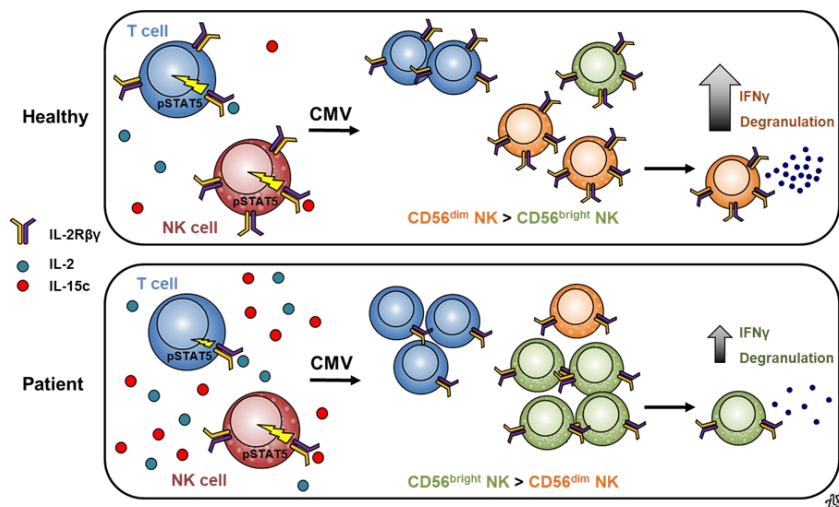 Healthy
T cell
pSTAT5
pSTAT5
NK cell
CMV
CD56dim NK > CD56bright NK
IFNγ
Degranulation
IL-2Rβγ
IL-2
IL-15c
Patient
T cell
pSTAT5
pSTAT5
NK cell
CMV
CD56bright NK > CD56dim NK
IFNγ
Degranulation